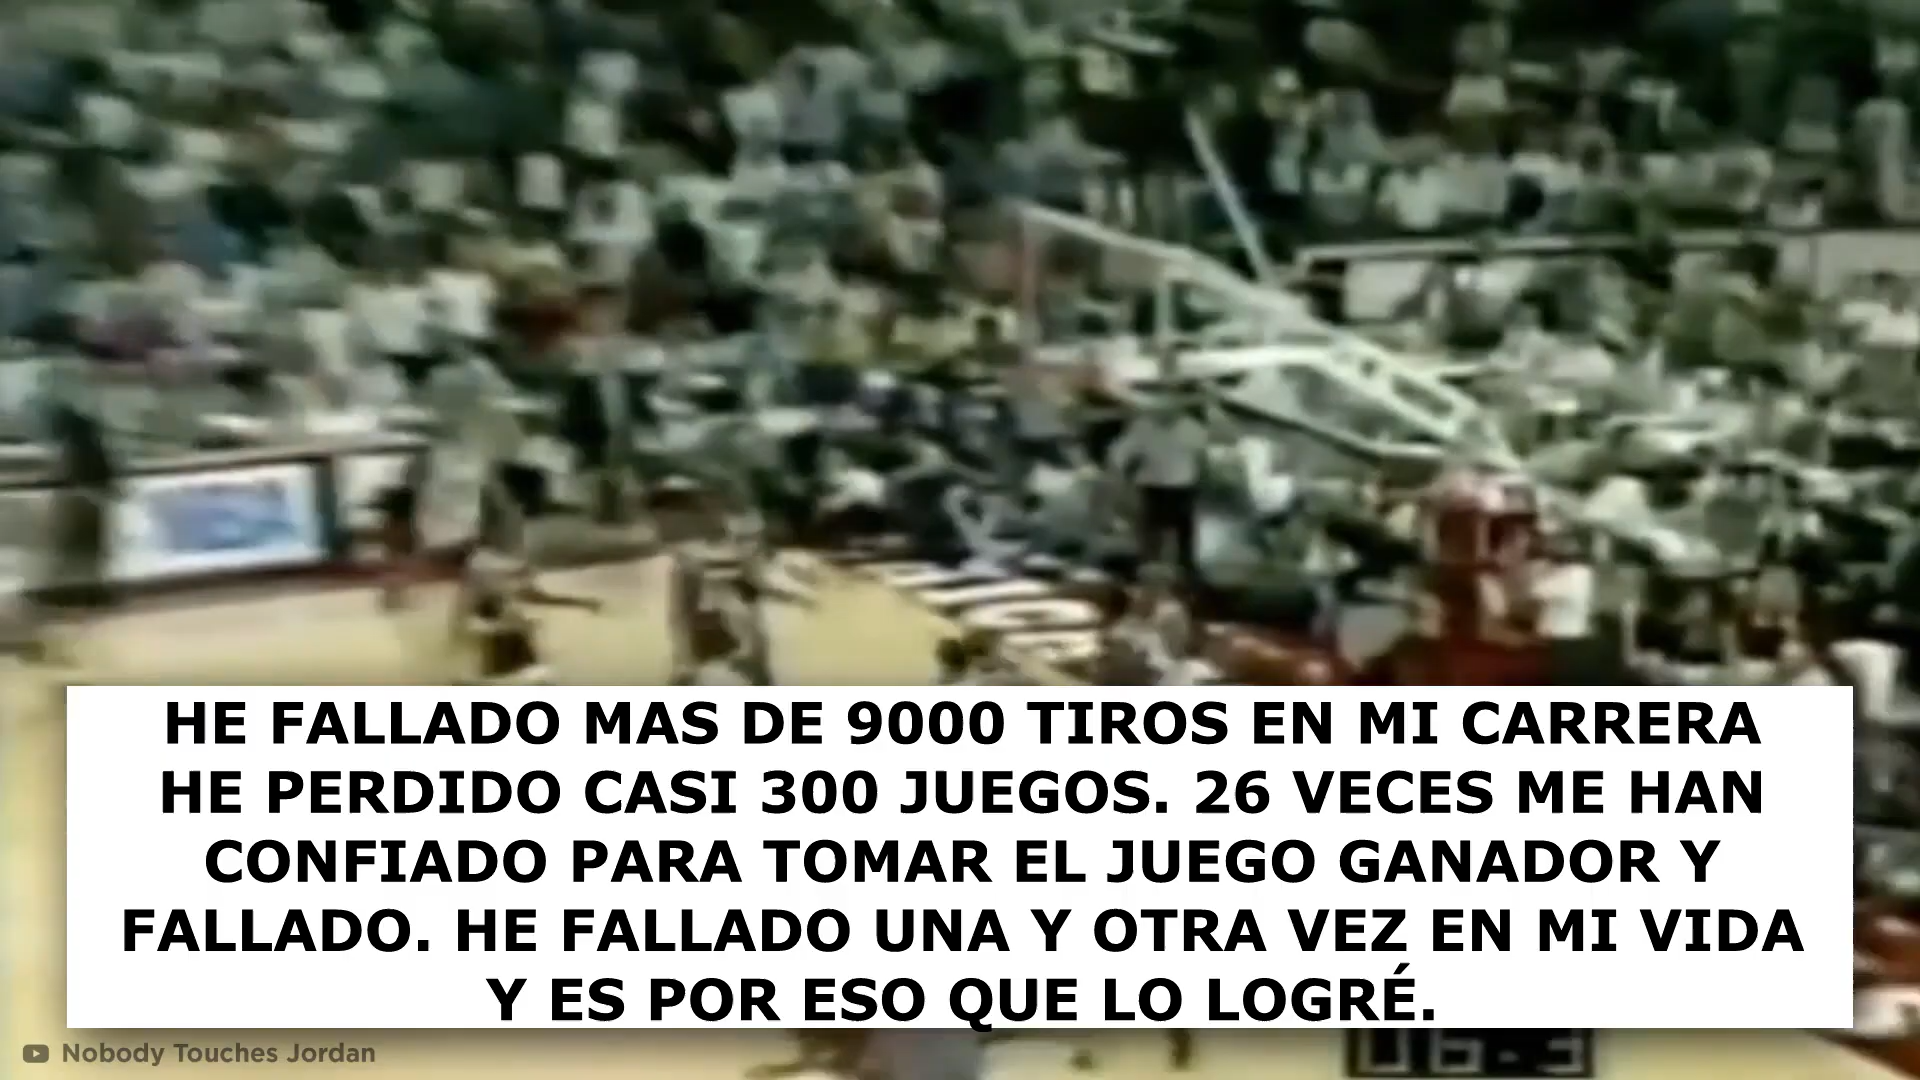 HE FALLADO MAS DE 9000 TIROS EN MI CARRERA
HE PERDIDO CASI 300 JUEGOS. 26 VECES ME HAN
CONFIADO PARA TOMAR EL JUEGO GANADOR Y
FALLADO. HE FALLADO UNA Y OTRA VEZ EN MI VIDA
Y ES POR ESO QUE LO LOGRÉ.
Nobody Touches Jordan